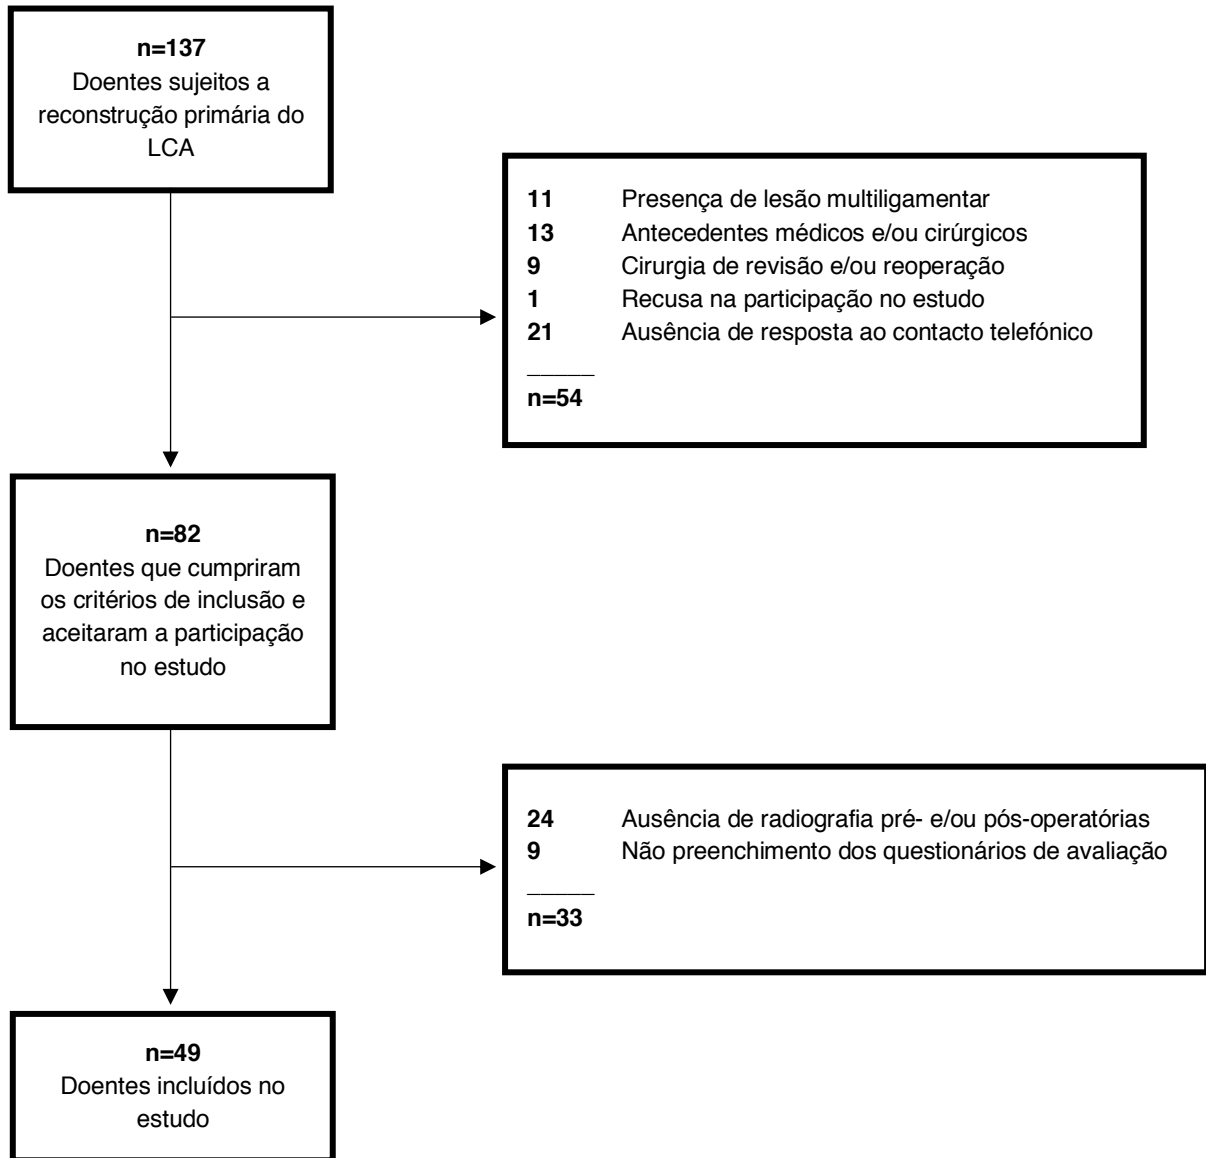 n=137
Doentes sujeitos a
reconstrução primária do
LCA
11 Presença de lesão multiligamentar
13 Antecedentes médicos e/ou cirúrgicos
9 Cirurgia de revisão e/ou reoperação
1 Recusa na participação no estudo
21 Ausência de resposta ao contacto telefónico
_____
n=54
n=82
Doentes que cumpriram
os critérios de inclusão e
aceitaram a participação
no estudo
24 Ausência de radiografia pré- e/ou pós-operatórias
9 Não preenchimento dos questionários de avaliação
_____
n=33
n=49
Doentes incluídos no
estudo